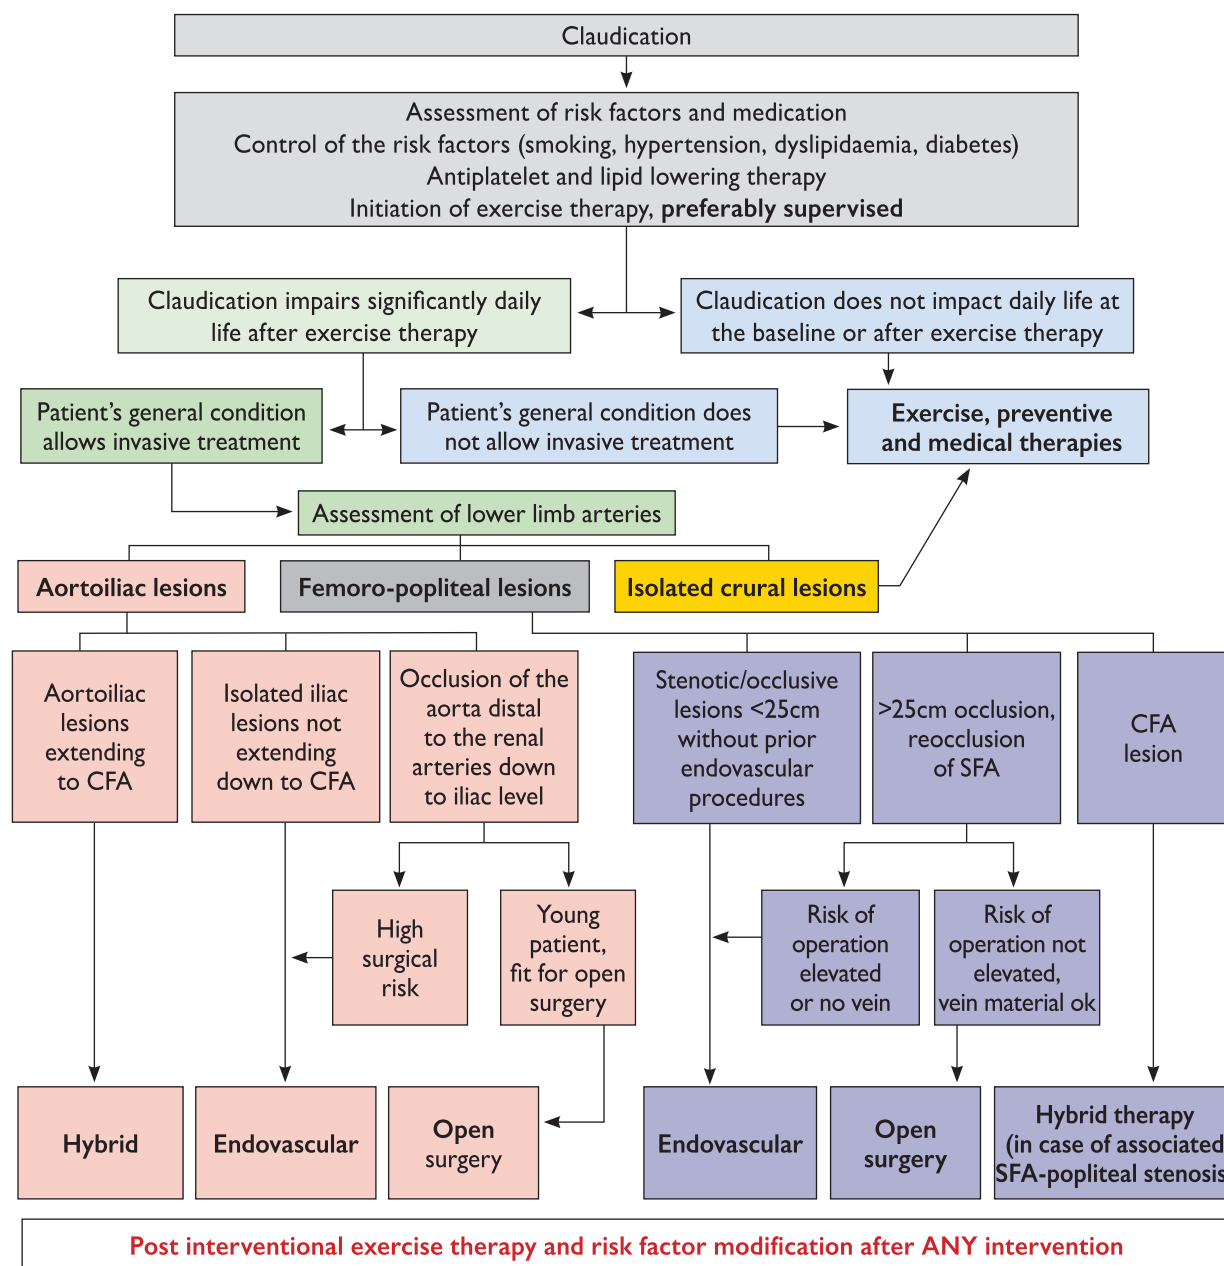 Claudication
Assessment of risk factors and medication
Control of the risk factors (smoking, hypertension, dyslipidaemia, diabetes)
Antiplatelet and lipid lowering therapy
Initiation of exercise therapy, preferably supervised
Claudication impairs significantly daily
life after exercise therapy
Claudication does not impact daily life at
the baseline or after exercise therapy
Patient's general condition
allows invasive treatment
Patient's general condition does
not allow invasive treatment
Exercise, preventive
and medical therapies
Assessment of lower limb arteries
Aortoiliac lesions
Femoro-popliteal lesions
Isolated crural lesions
Aortoiliac
lesions
extending
to CFA
Isolated iliac
lesions not
extending
down to CFA
Occlusion of the
aorta distal
to the renal
arteries down
to iliac level
Stenotic/occlusive
lesions <25cm
without prior
endovascular
procedures
>25cm occlusion,
reocclusion
of SFA
CFA
lesion
High
surgical
risk
Young
patient,
fit for open
surgery
Risk of
operation
elevated
or no vein
Risk of
operation not
elevated,
vein material ok
Hybrid
Endovascular
Open
surgery
Endovascular
Open
surgery
Hybrid therapy
(in case of associated
SFA-popliteal stenosis
Post interventional exercise therapy and risk factor modification after ANY intervention